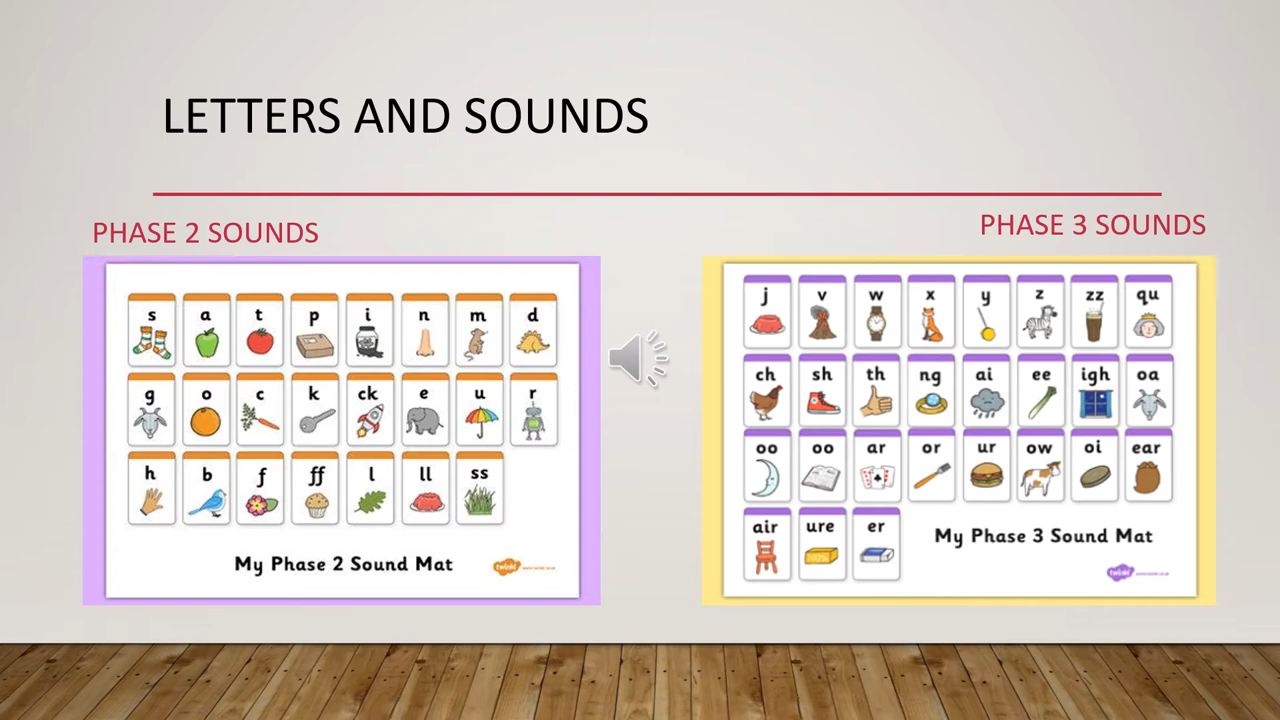 LETTERS AND SOUNDS
PHASE 2 SOUNDS
s a t p i n m d
g o c k ck e u r
h b f ff l ll ss
My Phase 2 Sound Mat
twinkl
PHASE 3 SOUNDS
j v w x y z zz qu
ch sh th ng ai ee igh oa
oo oo ar or ur ow oi ear
air ure er
My Phase 3 Sound Mat
twinkl